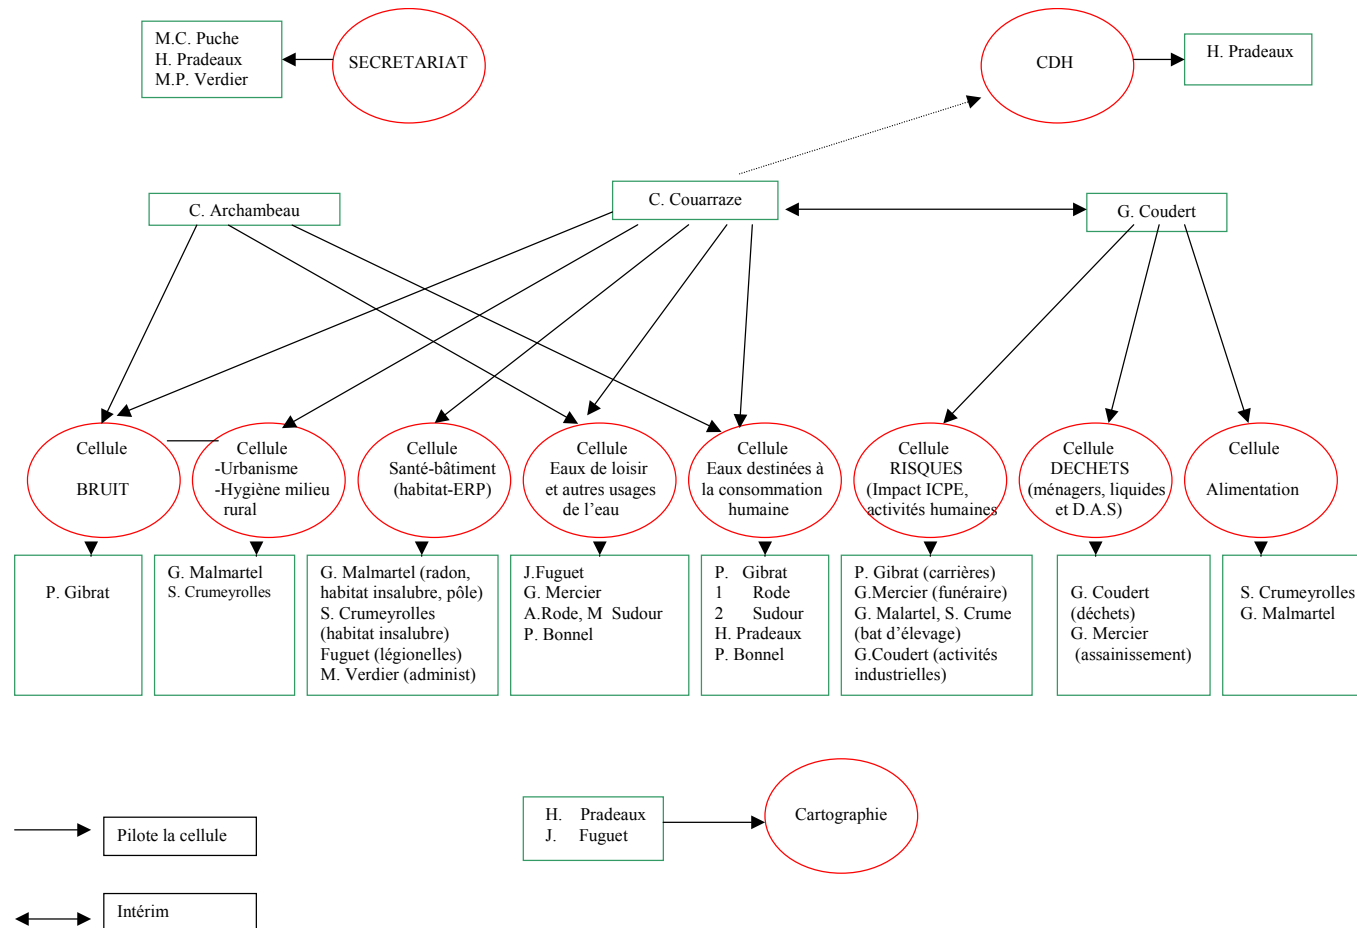 M.C. Puche
H. Pradeaux
M.P. Verdier
SECRETARIAT
CDH
H. Pradeaux
C. Archambeau
C. Couarraze
G. Coudert
Cellule
BRUIT
Cellule
-Urbanisme
-Hygiène milieu
rural
Cellule
Santé-bâtiment
(habitat-ERP)
Cellule
Eaux de loisir
et autres usages
de l’eau
Cellule
Eaux destinées à
la consommation
humaine
Cellule
RISQUES
(Impact ICPE,
activités humaines
Cellule
DECHETS
(ménagers, liquides
et D.A.S)
Cellule
Alimentation
P. Gibrat
G. Malmartel
S. Crumeyrolles
G. Malmartel (radon,
habitat insalubre, pôle)
S. Crumeyrolles
(habitat insalubre)
Fuguet (légionelles)
M. Verdier (administ)
J.Fuguet
G. Mercier
A.Rode, M Sudour
P. Bonnel
P. Gibrat
1 Rode
2 Sudour
H. Pradeaux
P. Bonnel
P. Gibrat (carrières)
G.Mercier (funéraire)
G. Malartel, S. Crume
(bat d’élevage)
G.Coudert (activités
industrielles)
G. Coudert
(déchets)
G. Mercier
(assainissement)
S. Crumeyrolles
G. Malmartel
H. Pradeaux
J. Fuguet
Cartographie
Pilote la cellule
Intérim